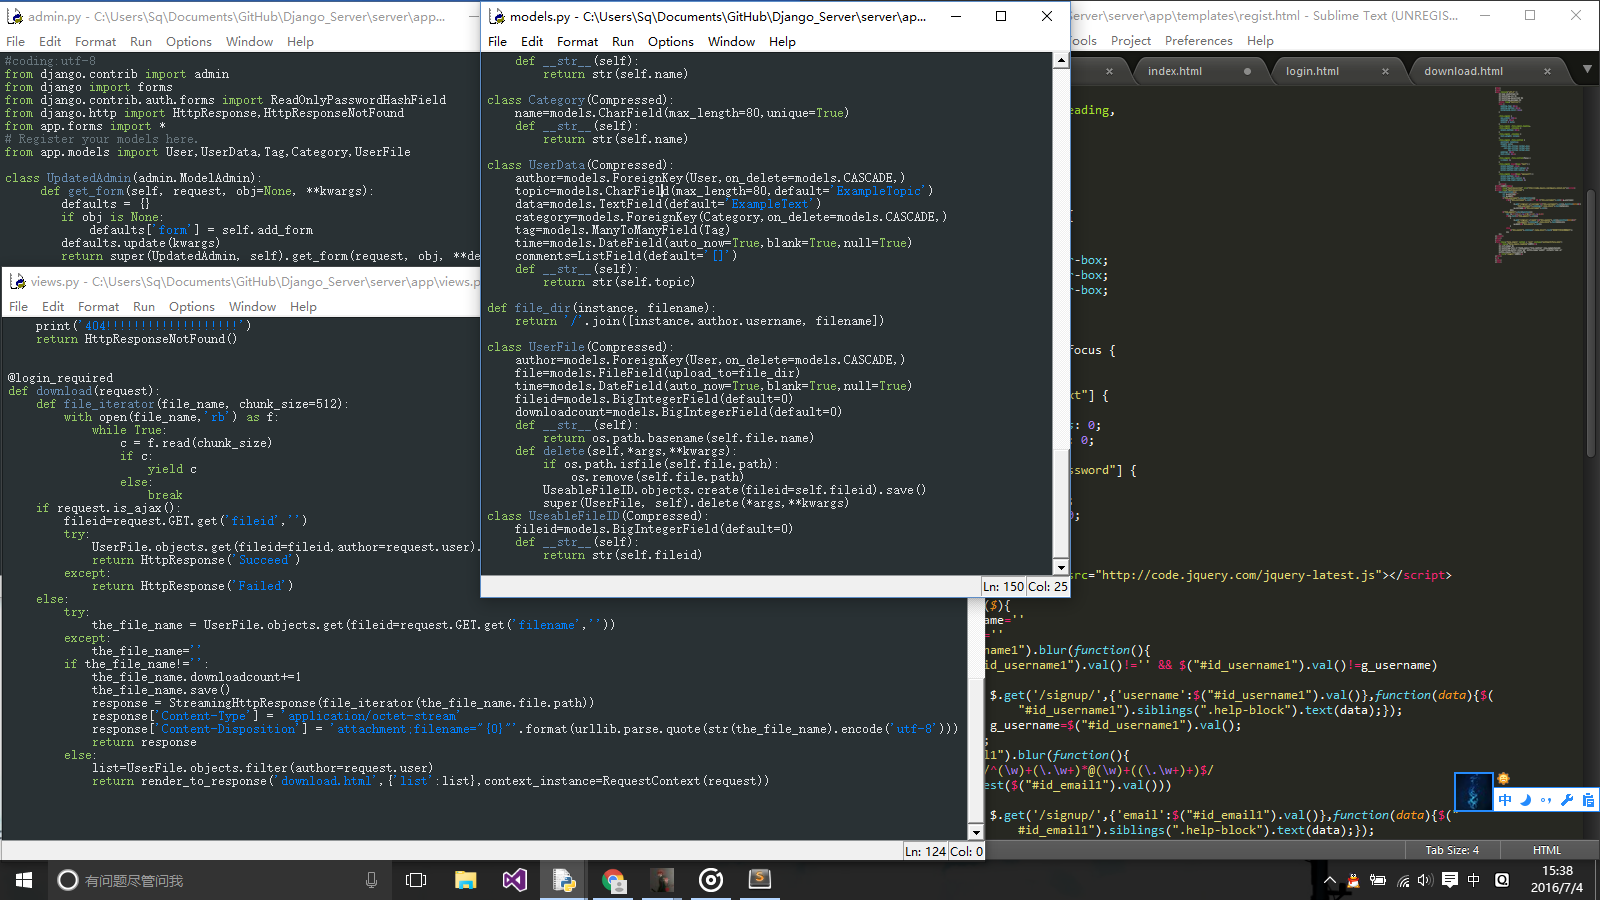 admin.py - C:\Users\Sq\Documents\GitHub\Django_Server\server\app...
File Edit Format Run Options Window Help
#coding:utf-8
from django.contrib import admin
from django import forms
from django.contrib.auth.forms import ReadOnlyPasswordHashField
from django.http import HttpResponse,HttpResponseNotFound
from app.forms import *
# Register your models here.
from app.models import User,UserData,Tag,Category,UserFile
class UpdatedAdmin(admin.ModelAdmin):
def get_form(self, request, obj=None, **kwargs):
defaults = {}
if obj is None:
defaults['form'] = self.add_form
defaults.update(kwargs)
return super(UpdatedAdmin, self).get_form(request, obj, **de
views.py - C:\Users\Sq\Documents\GitHub\Django_Server\server\app\views.p
File Edit Format Run Options Window Help
print('404!!!!!!!!!!!!!!!!!!!')
return HttpResponseNotFound()
@login_required
def download(request):
def file_iterator(file_name, chunk_size=512):
with open(file_name,'rb') as f:
while True:
c = f.read(chunk_size)
if c:
yield c
else:
break
if request.is_ajax():
fileid=request.GET.get('fileid','')
try:
UserFile.objects.get(fileid=fileid,author=request.user).
return HttpResponse('Succeed')
except:
return HttpResponse('Failed')
else:
try:
the_file_name = UserFile.objects.get(fileid=request.GET.get('filename',''))
except:
the_file_name=''
if the_file_name!='':
the_file_name.downloadcount+=1
the_file_name.save()
response = StreamingHttpResponse(file_iterator(the_file_name.file.path))
response['Content-Type'] = 'application/octet-stream'
response['Content-Disposition'] = 'attachment;filename="{0}"'.format(urllib.parse.quote(str(the_file_name).encode('utf-8')))
return response
else:
list=UserFile.objects.filter(author=request.user)
return render_to_response('download.html',{'list':list},context_instance=RequestContext(request))
Ln: 124 Col: 0
models.py - C:\Users\Sq\Documents\GitHub\Django_Server\server\ap...
File Edit Format Run Options Window Help
def __str__(self):
return str(self.name)
class Category(Compressed):
name=models.CharField(max_length=80,unique=True)
def __str__(self):
return str(self.name)
class UserData(Compressed):
author=models.ForeignKey(User,on_delete=models.CASCADE,)
topic=models.CharField(max_length=80,default='ExampleTopic')
data=models.TextField(default='ExampleText')
category=models.ForeignKey(Category,on_delete=models.CASCADE,)
tag=models.ManyToManyField(Tag)
time=models.DateField(auto_now=True,blank=True,null=True)
comments=ListField(default='[]')
def __str__(self):
return str(self.topic)
def file_dir(instance, filename):
return '/'.join([instance.author.username, filename])
class UserFile(Compressed):
author=models.ForeignKey(User,on_delete=models.CASCADE,)
file=models.FileField(upload_to=file_dir)
time=models.DateField(auto_now=True,blank=True,null=True)
fileid=models.BigIntegerField(default=0)
downloadcount=models.BigIntegerField(default=0)
def __str__(self):
return os.path.basename(self.file.name)
def delete(self,*args,**kwargs):
if os.path.isfile(self.file.path):
os.remove(self.file.path)
UseableFileID.objects.create(fileid=self.fileid).save()
super(UserFile, self).delete(*args,**kwargs)
class UseableFileID(Compressed):
fileid=models.BigIntegerField(default=0)
def __str__(self):
return str(self.fileid)
Ln: 150 Col: 25
Server\server\app\templates\regist.html - Sublime Text (UNREGIS...
Tools Project Preferences Help
index.html login.html download.html
eading,
{
r-box;
r-box;
r-box;
focus {
xt"] {
s: 0;
: 0;
ssword"] {
;
0;
src="http://code.jquery.com/jquery-latest.js"></script>
($){
ame=''
=''
name1").blur(function(){
id_username1").val()!='' && $("#id_username1").val()!=g_username)
$.get('/signup/',{'username':$("#id_username1").val()},function(data){$(
"#id_username1").siblings(".help-block").text(data);});
g_username=$("#id_username1").val();
;
l1").blur(function(){
/^(\w)+(\.\w+)*@(\w)+((\.\w+)+)$/
est($("#id_email1").val()))
$.get('/signup/',{'email':$("#id_email1").val()},function(data){$("
#id_email1").siblings(".help-block").text(data);});
中
Tab Size: 4 HTML
有问题尽管问我
中
15:38
2016/7/4